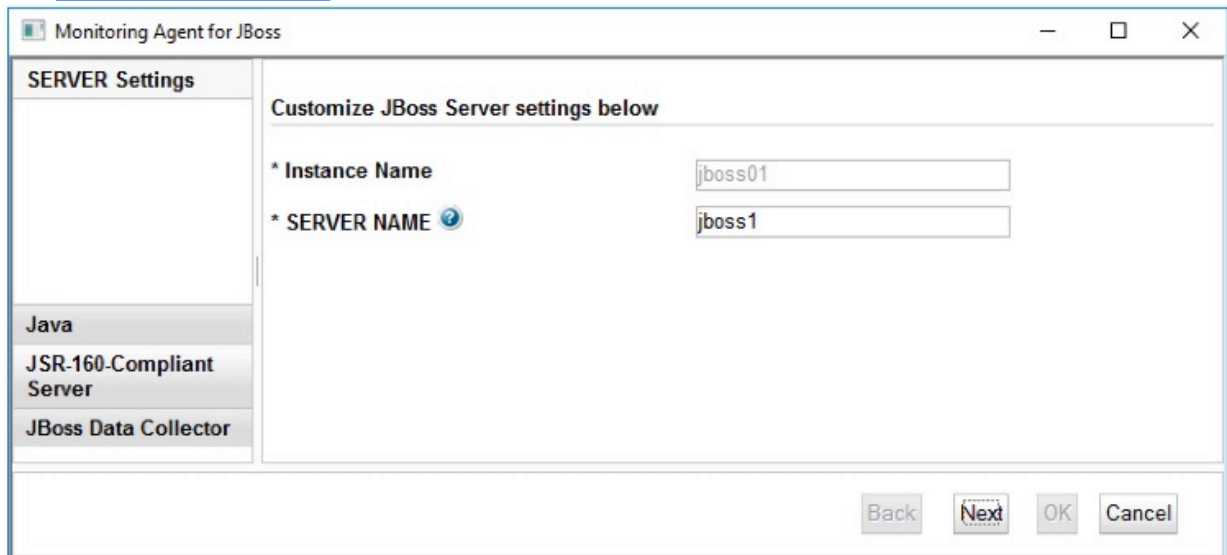 Monitoring Agent for JBoss
SERVER Settings
Customize JBoss Server settings below
* Instance Name
jboss01
* SERVER NAME
jboss1
Java
JSR-160-Compliant
Server
JBoss Data Collector
Back
Next
OK
Cancel